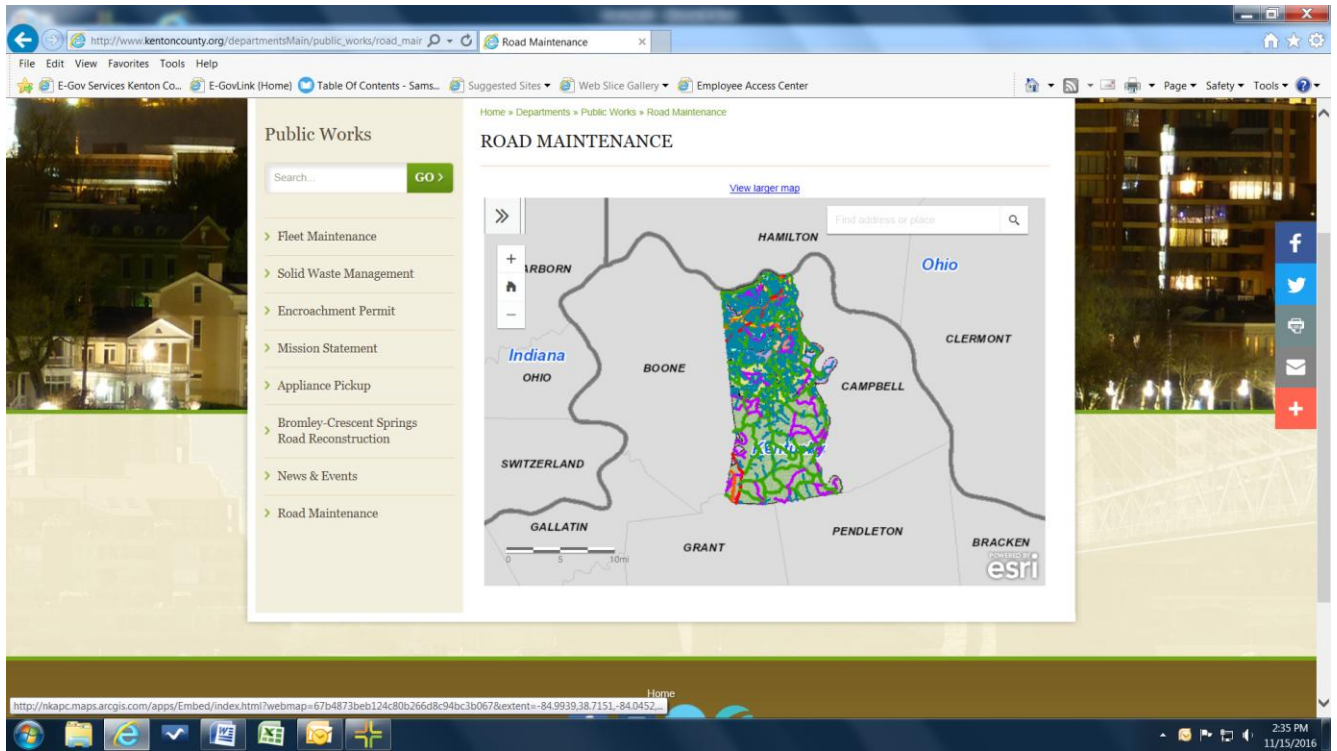 http://www.kentoncounty.org/departmentsMain/public_works/road_mair
Road Maintenance
File Edit View Favorites Tools Help
E-Gov Services Kenton Co...
E-GovLink {Home}
Table Of Contents - Sams...
Suggested Sites
Web Slice Gallery
Employee Access Center
Page Safety Tools
Public Works
Search...
GO >
Fleet Maintenance
Solid Waste Management
Encroachment Permit
Mission Statement
Appliance Pickup
Bromley-Crescent Springs
Road Reconstruction
News & Events
Road Maintenance
Home » Departments » Public Works » Road Maintenance
ROAD MAINTENANCE
View larger map
Find address or place
HAMILTON
ARBORN
Ohio
CLERMONT
Indiana
OHIO
BOONE
CAMPBELL
Kentucky
SWITZERLAND
GALLATIN
PENDLETON
GRANT
BRACKEN
0 5 10mi
POWERED BY
esri
Home
http://nkapc.maps.arcgis.com/apps/Embed/index.html?webmap=67b4873beb124c80b266d8c94bc3b067&extent=-84.9939,38.7151,-84.0452,...
2:35 PM
11/15/2016